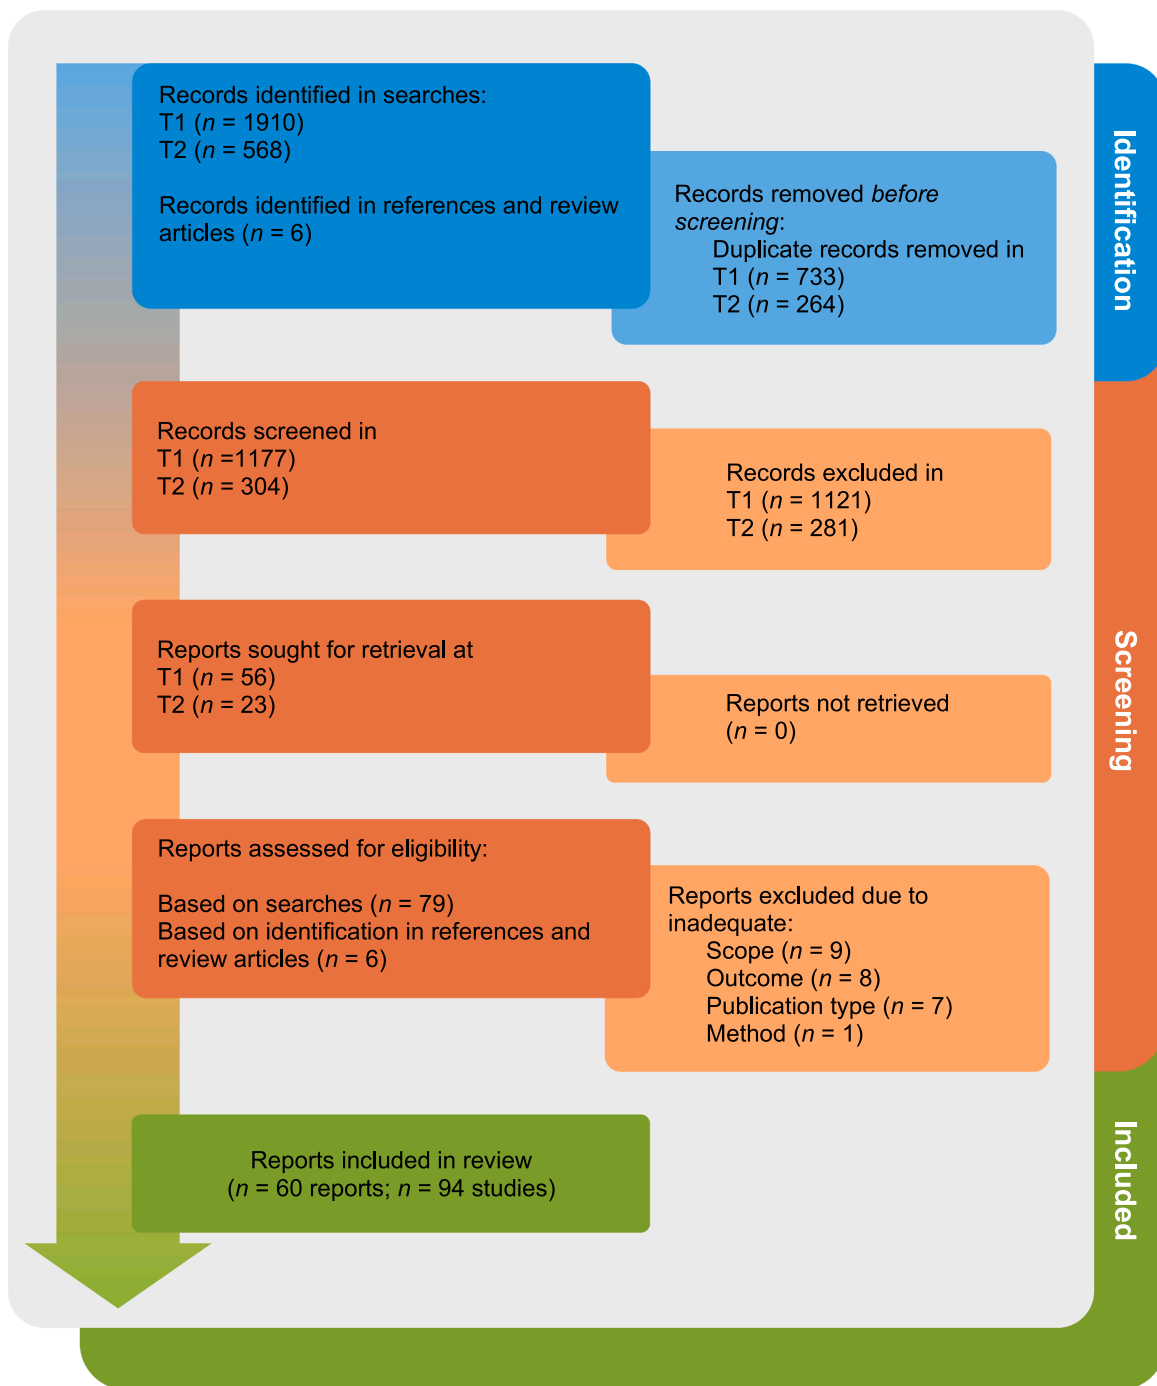 Records identified in searches:
T1 (n = 1910)
T2 (n = 568)
Records identified in references and review
articles (n = 6)
Records removed before
screening:
Duplicate records removed in
T1 (n = 733)
T2 (n = 264)
Identification
Records screened in
T1 (n =1177)
T2 (n = 304)
Records excluded in
T1 (n = 1121)
T2 (n = 281)
Reports sought for retrieval at
T1 (n = 56)
T2 (n = 23)
Reports not retrieved
(n = 0)
Screening
Reports assessed for eligibility:
Based on searches (n = 79)
Based on identification in references and
review articles (n = 6)
Reports excluded due to
inadequate:
Scope (n = 9)
Outcome (n = 8)
Publication type (n = 7)
Method (n = 1)
Reports included in review
(n = 60 reports; n = 94 studies)
Included